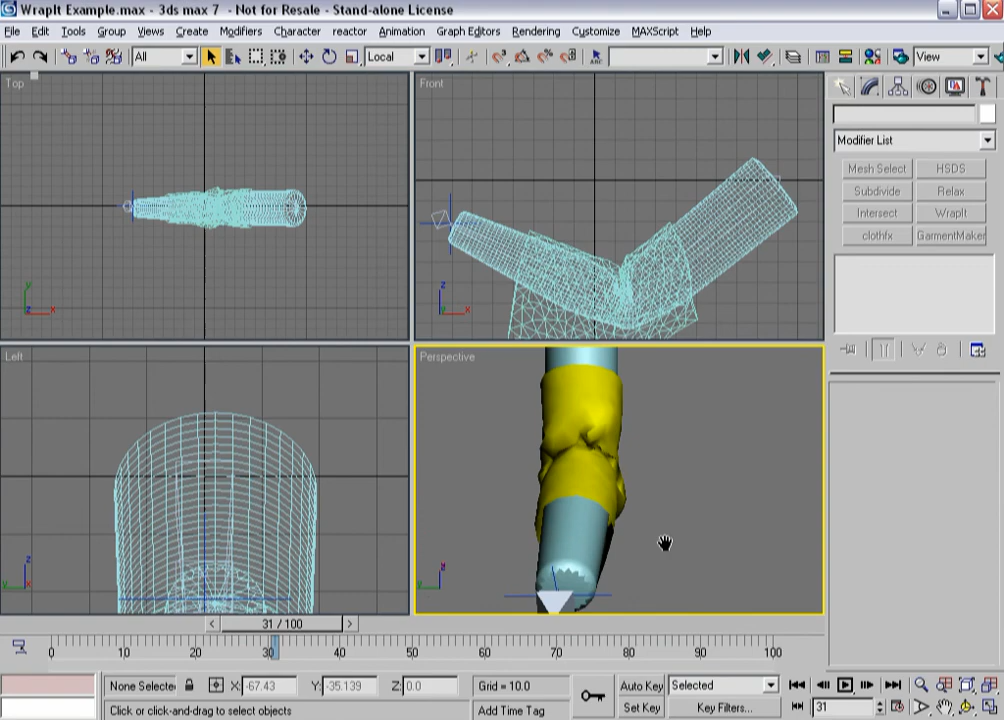 WrapIt Example.max - 3ds max 7 - Not for Resale - Stand-alone License
File Edit Tools Group Views Create Modifiers Character reactor Animation Graph Editors Rendering Customize MAXScript Help
All Local View
Top Front
Modifier List
Mesh Select HSDS
Subdivide Relax
Intersect WrapIt
clothfx GarmentMaker
y
z x
z
y x
Left Perspective
z
y x
z
y
< 31 / 100 >
0 10 20 30 40 50 60 70 80 90 100
None Selecte X: -67.43 Y: -35.139 Z: 0.0 Grid = 10.0 Auto Key Selected
Click or click-and-drag to select objects Add Time Tag Set Key Key Filters... 31